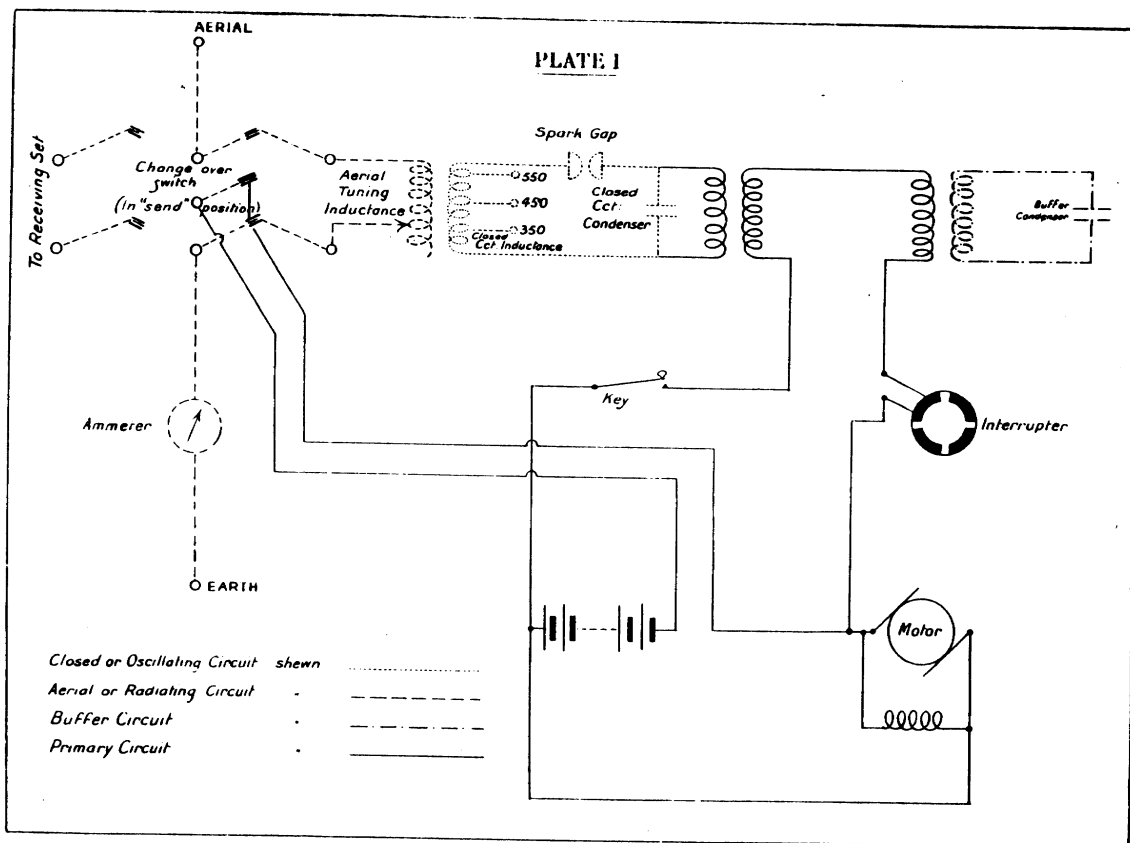 PLATE 1
AERIAL
To Receiving Set
Change over
switch
(In "send" position)
Aerial
Tuning
Inductance
Spark Gap
550
450
350
Closed
Cct. Inductance
Closed
Cct.
Condenser
Buffer
Condenser
Key
Interrupter
Ammerer
EARTH
Motor
Closed or Oscillating Circuit shewn
Aerial or Radiating Circuit "
Buffer Circuit "
Primary Circuit "